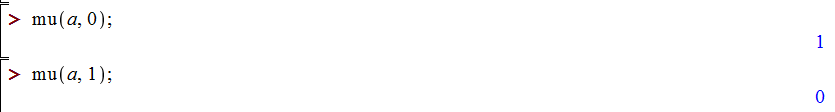 > mu(a, 0);
1
> mu(a, 1);
0